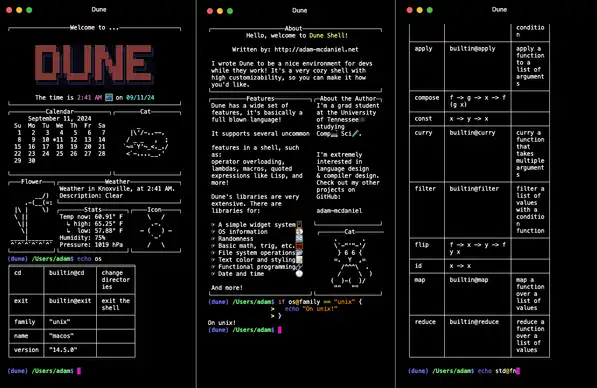 Dune
Welcome to ...
DUNE
The time is 2:41 AM on 09/11/24
Calendar
September 11, 2024
Su Mo Tu We Th Fr Sa
1 2 3 4 5 6 7
8 9 10 *11 12 13 14
15 16 17 18 19 20 21
22 23 24 25 26 27 28
29 30
Cat
Flower
Weather
Weather in Knoxville, at 2:41 AM.
Description: Clear
Stats
Temp now: 60.91° F
↳ high: 65.25° F
↳ low: 57.88° F
Humidity: 75%
Pressure: 1019 hPa
Icon
(dune) /Users/adam❯ echo os
cd builtin@cd change
director
ies
exit builtin@exit exit the
shell
family "unix"
name "macos"
version "14.5.0"
(dune) /Users/adam❯
Dune
About
Hello, welcome to Dune Shell!
Written by: http://adam-mcdaniel.net
I wrote Dune to be a nice environment for devs
while they work! It's a very cozy shell with
high customizability, so you can make it how
you'd like.
Features
Dune has a wide set of
features, it's basically a
full blown language!
It supports several uncommon
features in a shell, such
as:
operator overloading,
lambdas, macros, quoted
expressions like Lisp, and
more!
Dune's libraries are very
extensive. There are
libraries for:
☞ A simple widget system
☞ OS information
☞ Randomness
☞ Basic math, trig, etc.
☞ File system operations
☞ Text color and styling
☞ Functional programming
☞ Date and time
And more!
About the Author
I'm a grad student
at the University
of Tennessee
studying
Comp Sci.
I'm extremely
interested in
language design
& compiler design.
Check out my other
projects on
GitHub:
adam-mcdaniel
Cat
(dune) /Users/adam❯ if os@family == "unix" {
❯ echo "On unix!"
❯ }
On unix!
(dune) /Users/adam❯
Dune
conditio
n
apply builtin@apply apply a
function
to a
list of
argument
s
compose f -> g -> x -> f
(g x)
const x -> y -> x
curry builtin@curry curry a
function
that
takes
multiple
argument
s
filter builtin@filter filter a
list of
values
with a
conditio
n
function
flip f -> x -> y -> f
y x
id x -> x
map builtin@map map a
function
over a
list of
values
reduce builtin@reduce reduce a
function
over a
list of
values
(dune) /Users/adam❯ echo std@fn